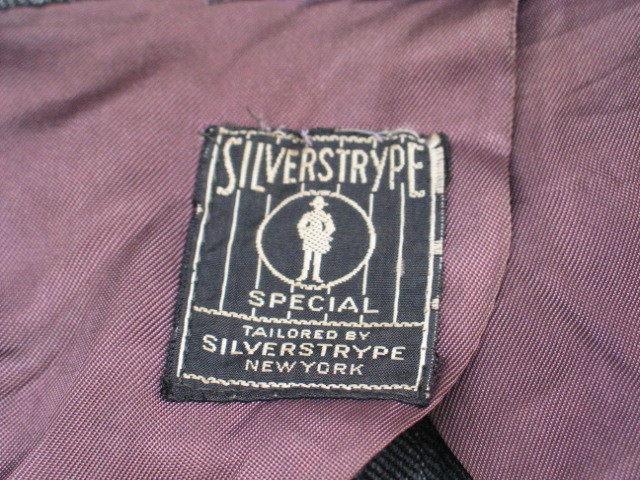 SILVERSTRYPE
SPECIAL
TAILORED BY
SILVERSTRYPE
NEW YORK